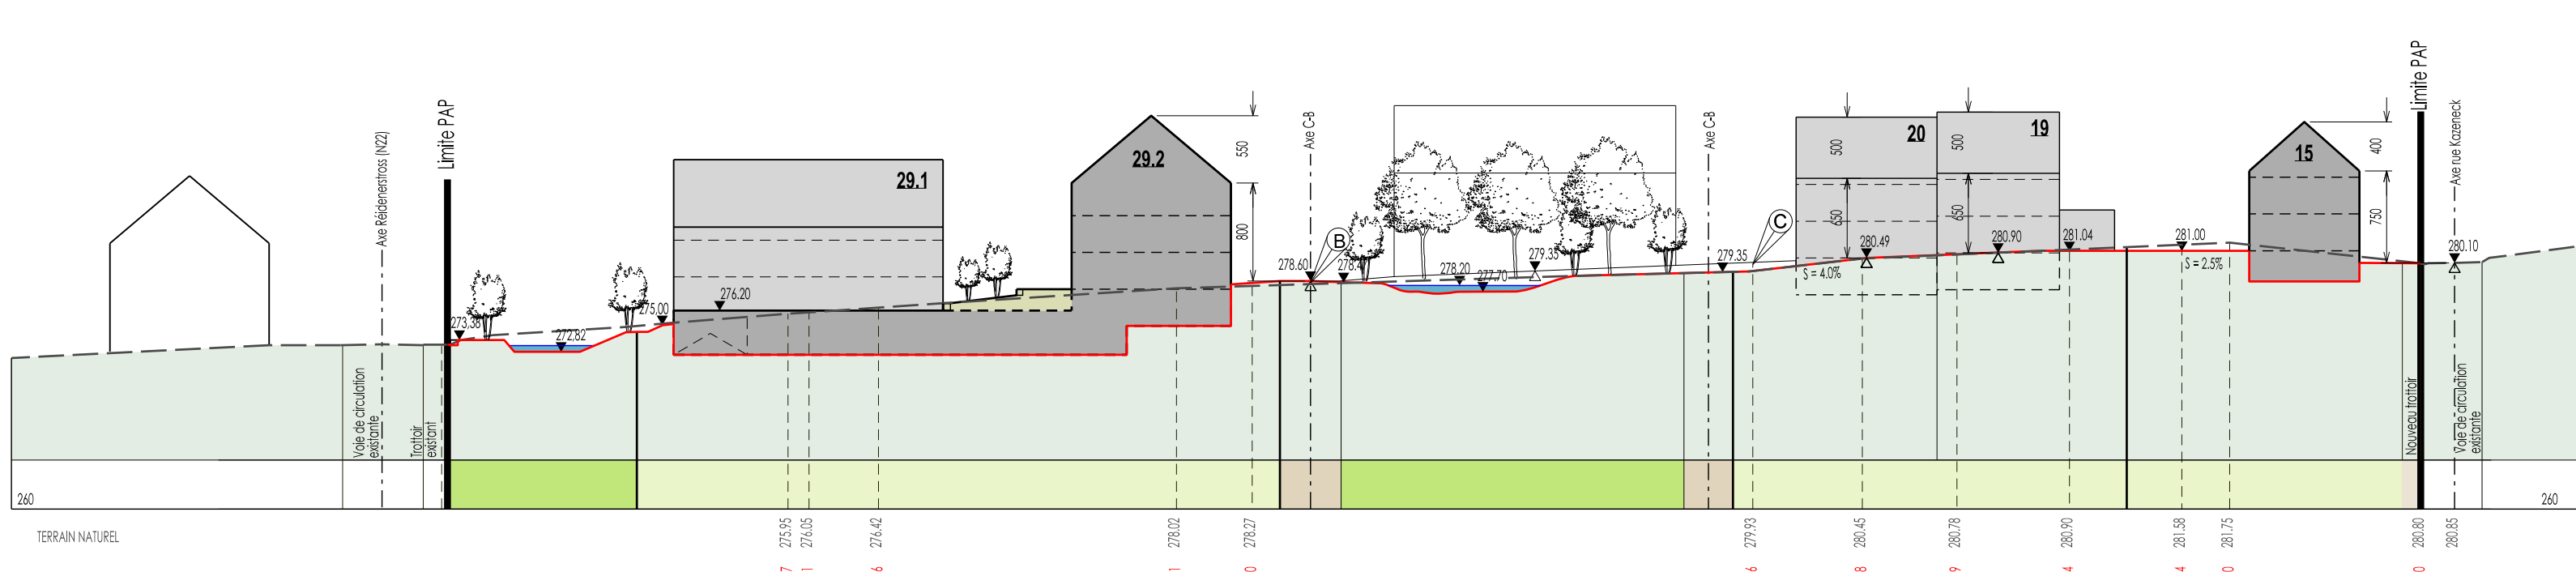 Limite PAP
Axe Réidenerstross (N22)
29.1
29.2
550
800
Axe C-B
B
Axe C-B
C
500
20
650
500
19
650
15
400
750
Limite PAP
Axe rue Kazeneck
273,38
272,82
275,00
276.20
278.60
278.20
277.70
279.35
279.35
280.49
280.90
281.04
281.00
280.10
S = 4.0%
S = 2.5%
Voie de circulation
existante
Trottoir
existant
Nouveau trottoir
Voie de circulation
existante
260
260
TERRAIN NATUREL
275.95
276.05
276.42
278.02
278.27
279.93
280.45
280.78
280.90
281.58
281.75
280.80
280.85